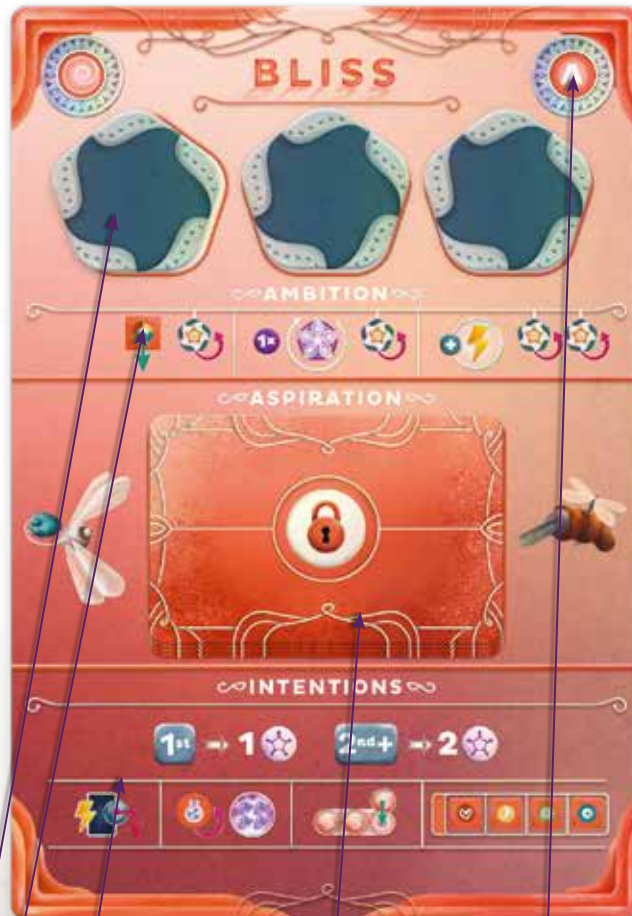 BLISS
AMBITION
1x +
ASPIRATION
INTENTIONS
1st 1 2nd+ 2